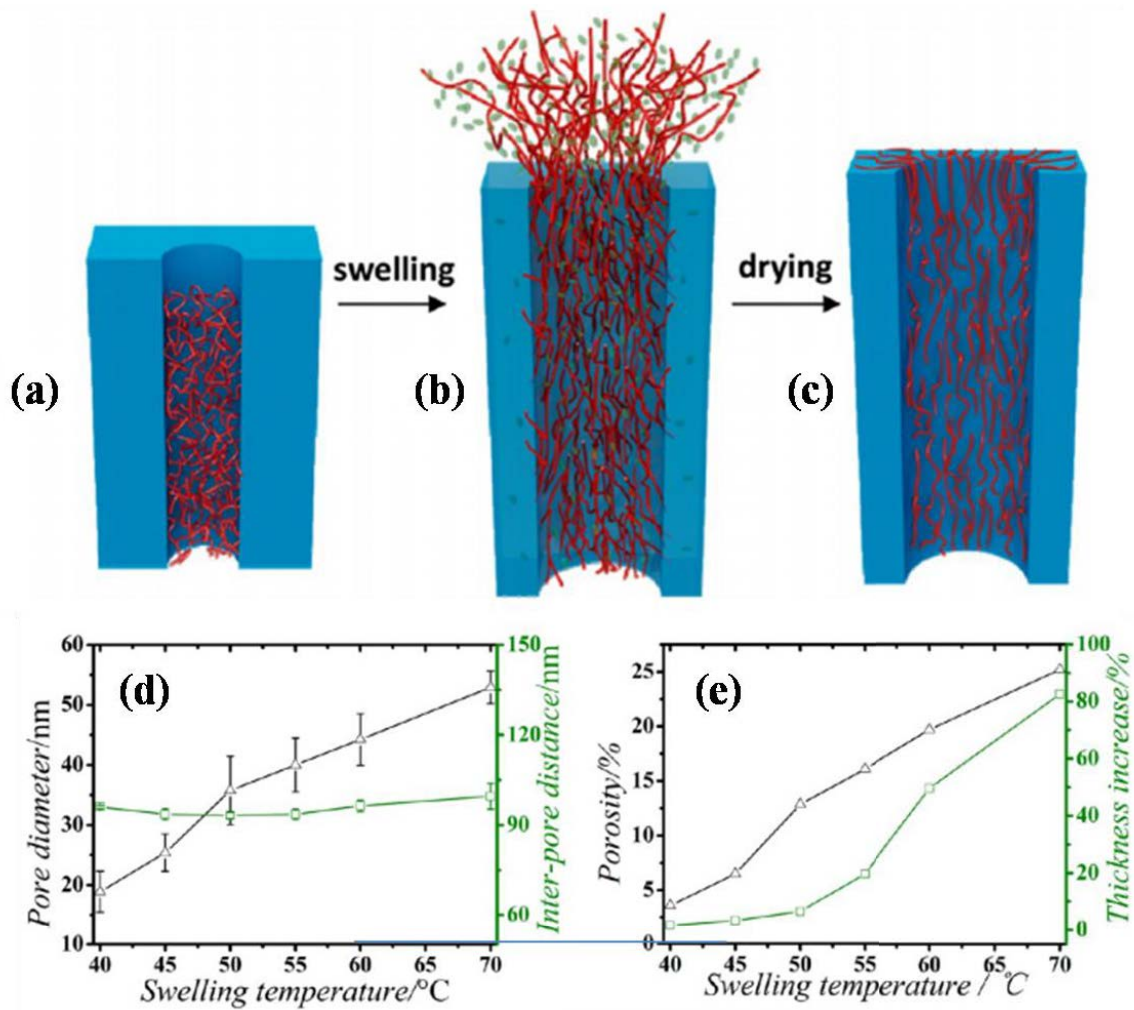 swelling
drying
(a)
(b)
(c)
(d)
Pore diameter/nm
60
50
40
30
20
10
150
120
90
60
Inter-pore distance/nm
40 45 50 55 60 65 70
Swelling temperature/°C
(e)
Porosity/%
25
20
15
10
5
0
100
80
60
40
20
0
Thickness increase/%
40 45 50 55 60 65 70
Swelling temperature / ℃